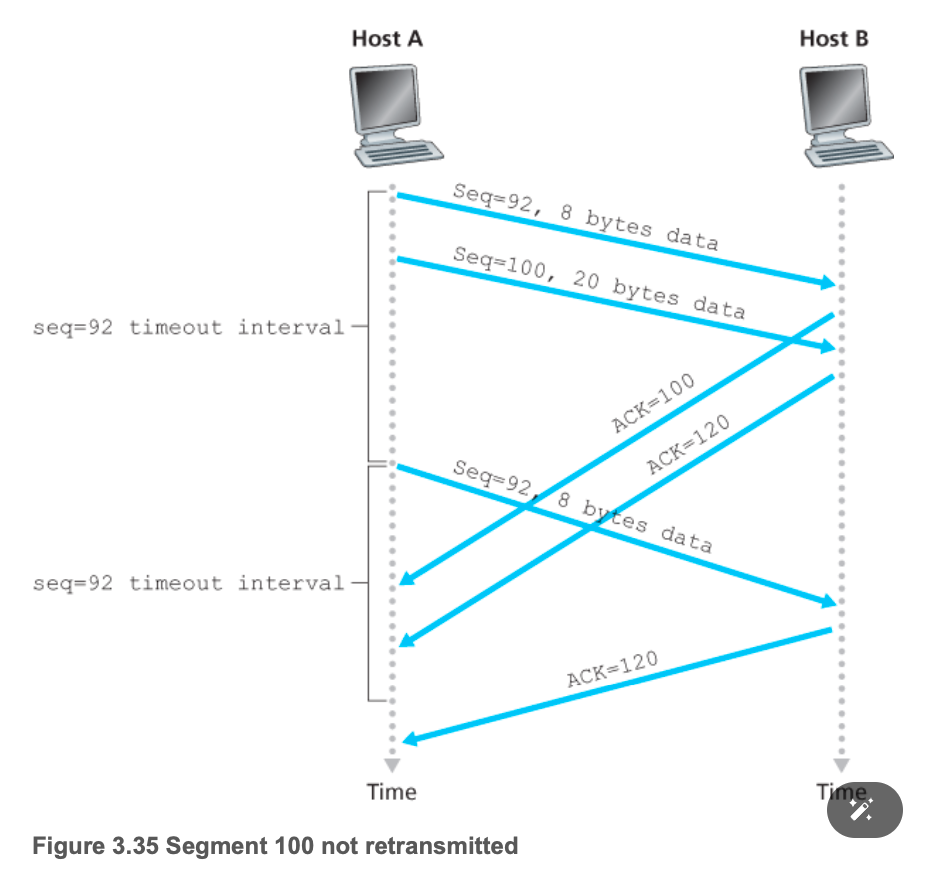 Host A
Host B
Seq=92, 8 bytes data
Seq=100, 20 bytes data
seq=92 timeout interval
ACK=100
ACK=120
Seq=92, 8 bytes data
seq=92 timeout interval
ACK=120
Time
Time
Figure 3.35 Segment 100 not retransmitted